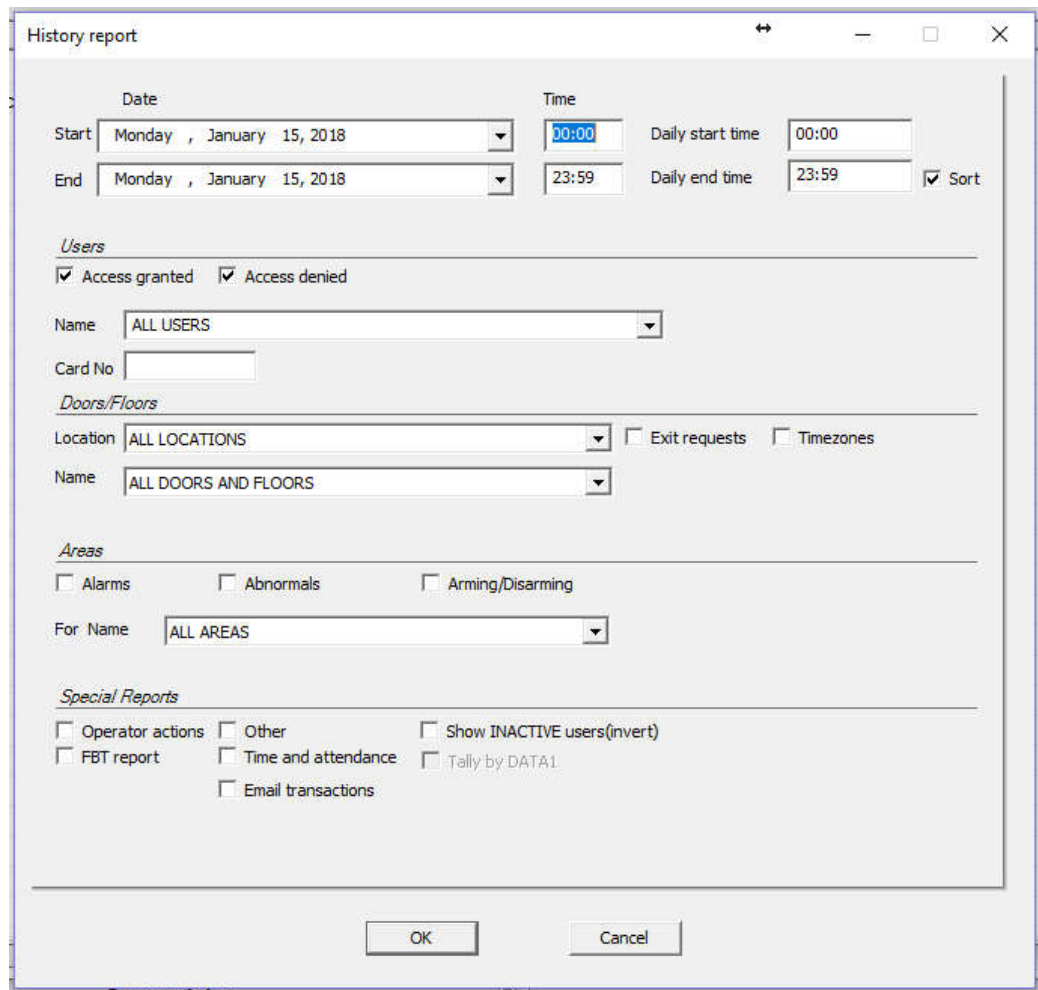 History report
Date Time
Start Monday , January 15, 2018 00:00 Daily start time 00:00
End Monday , January 15, 2018 23:59 Daily end time 23:59 Sort
Users
Access granted Access denied
Name ALL USERS
Card No
Doors/Floors
Location ALL LOCATIONS Exit requests Timezones
Name ALL DOORS AND FLOORS
Areas
Alarms Abnormals Arming/Disarming
For Name ALL AREAS
Special Reports
Operator actions Other Show INACTIVE users(invert)
FBT report Time and attendance Tally by DATA1
Email transactions
OK Cancel